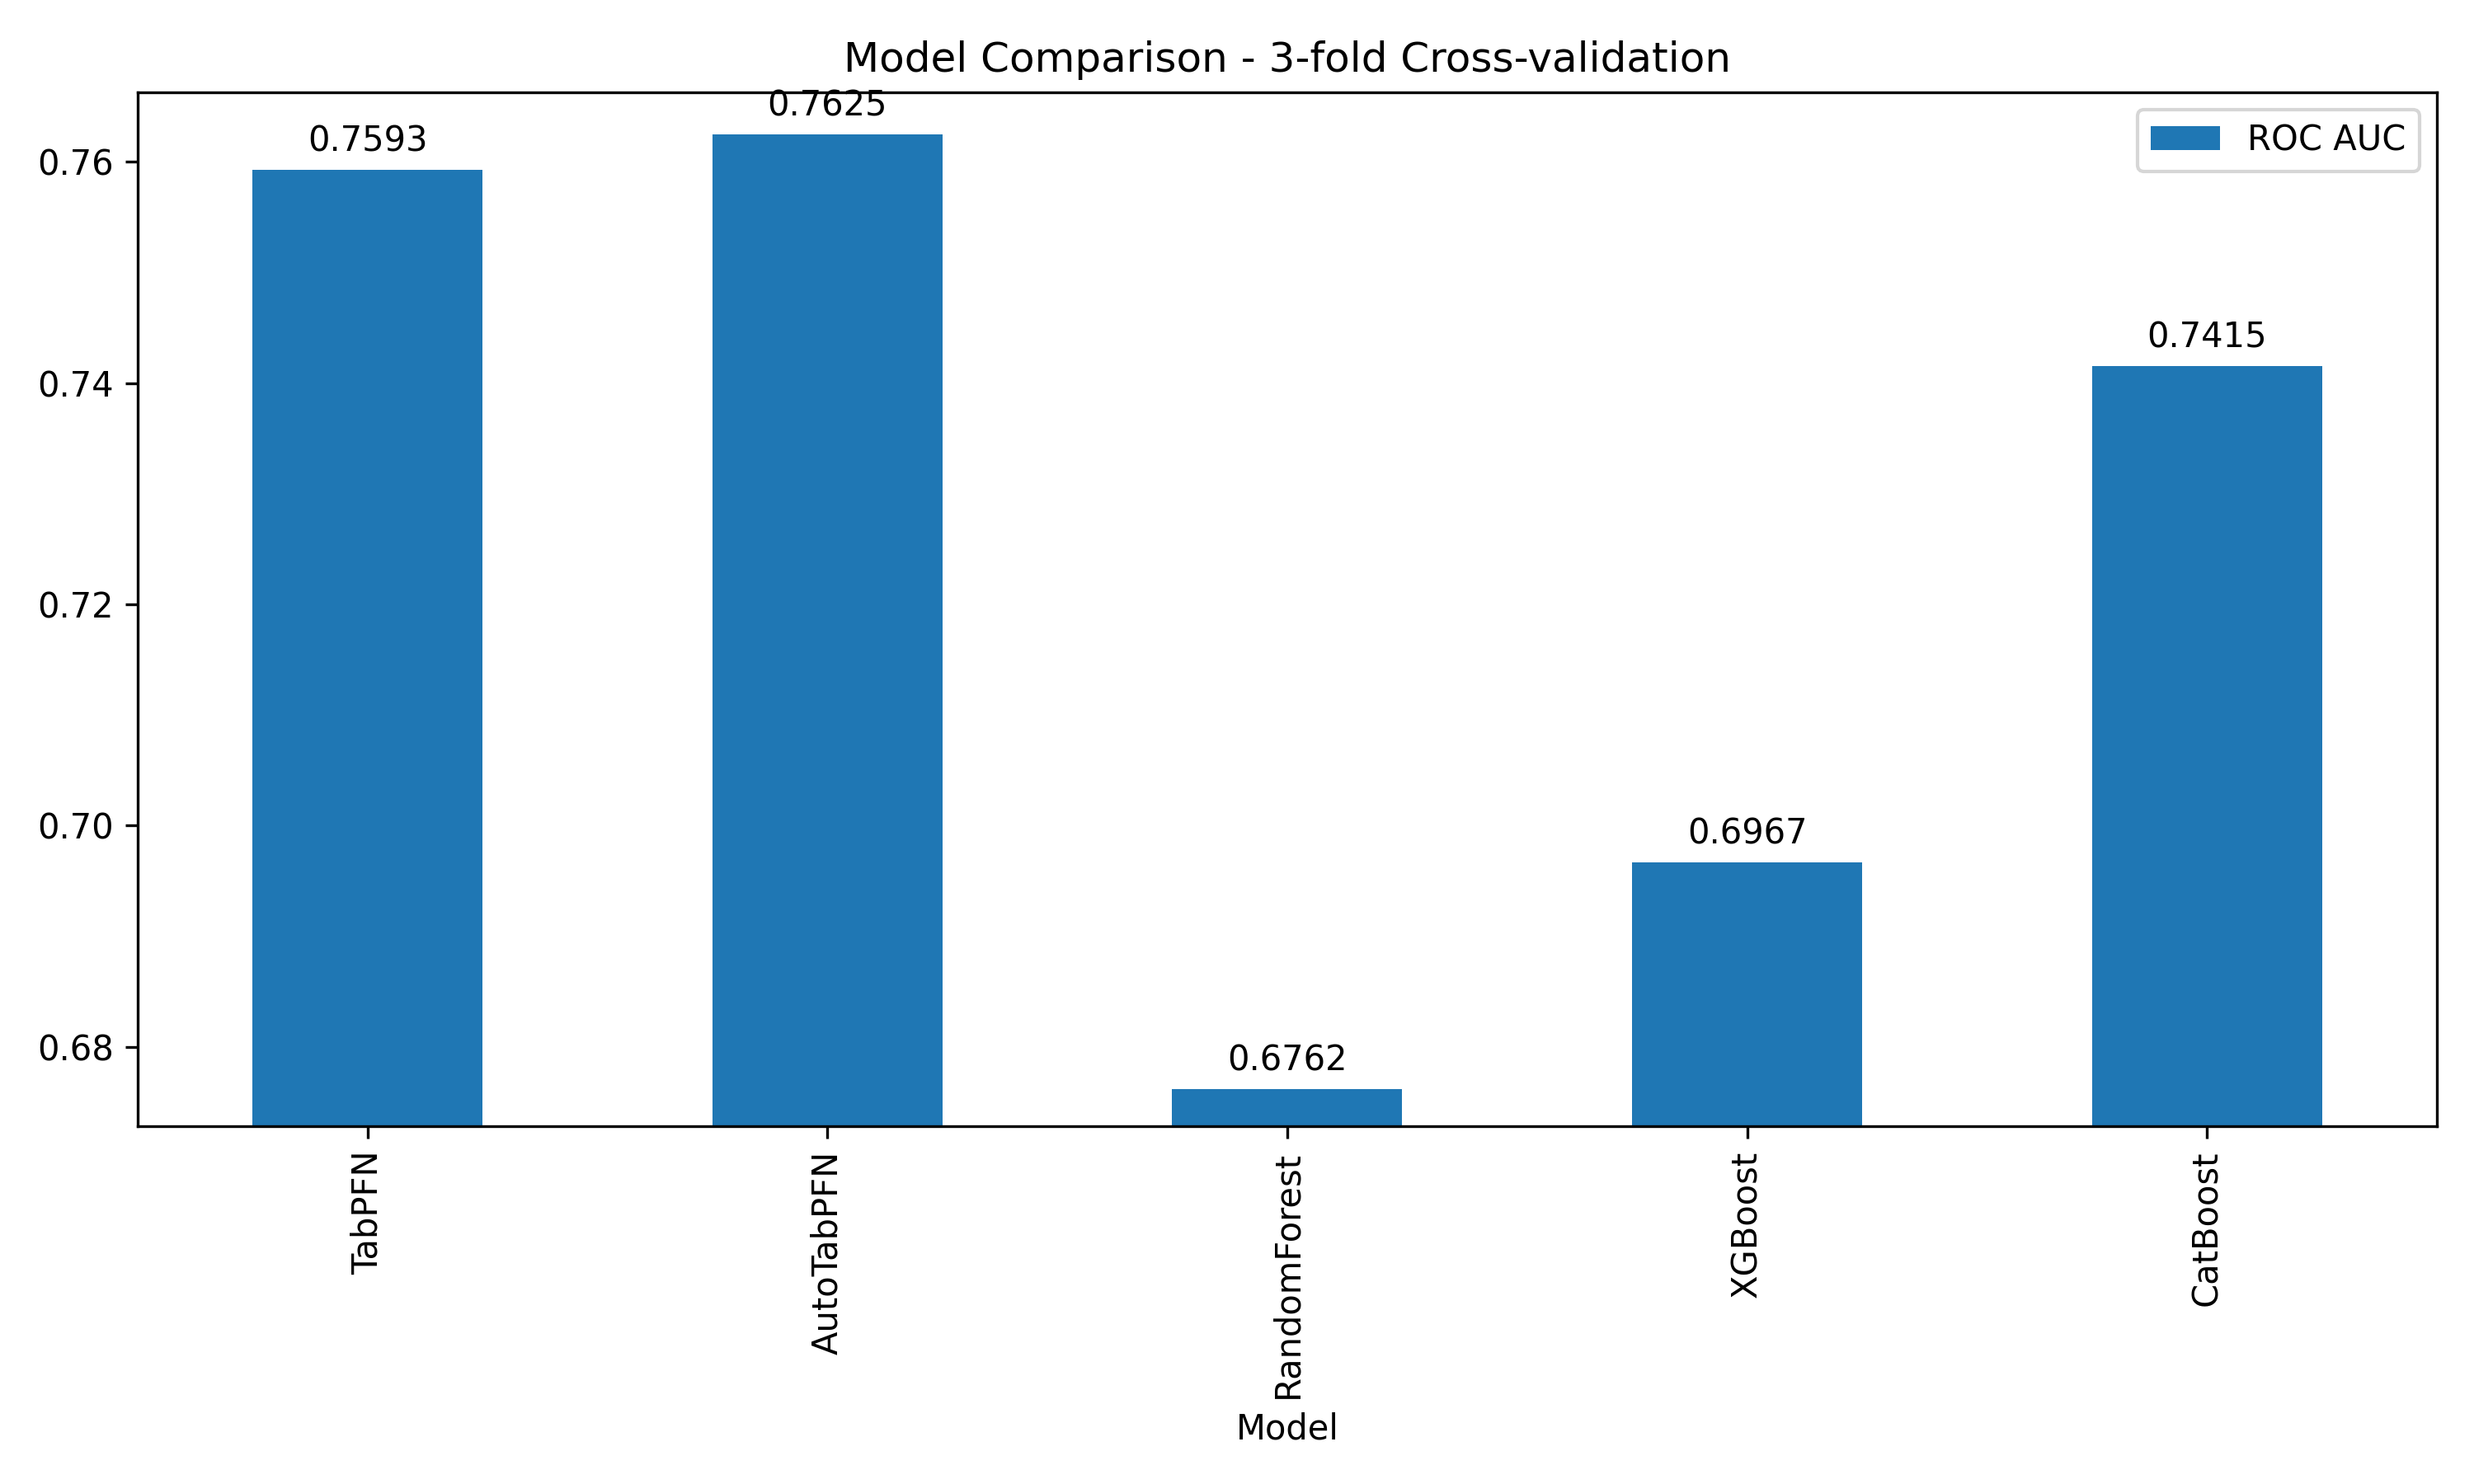 Model Comparison - 3-fold Cross-validation
ROC AUC
0.7593
0.7625
0.6762
0.6967
0.7415
0.76
0.74
0.72
0.70
0.68
TabPFN
AutoTabPFN
RandomForest
XGBoost
CatBoost
Model